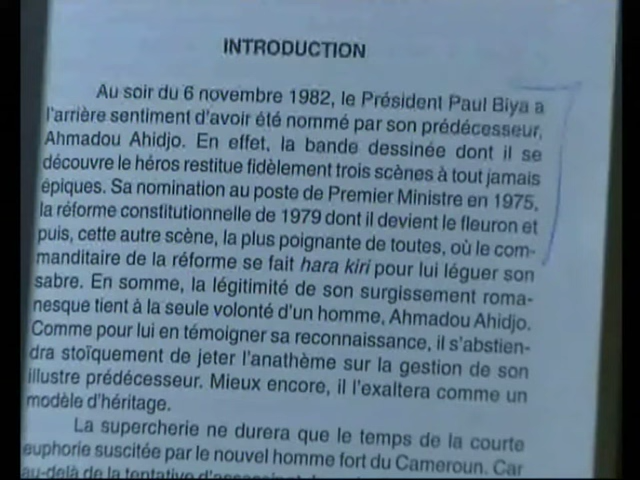 INTRODUCTION
Au soir du 6 novembre 1982, le Président Paul Biya a
l'arrière sentiment d'avoir été nommé par son prédécesseur,
Ahmadou Ahidjo. En effet, la bande dessinée dont il se
découvre le héros restitue fidèlement trois scènes à tout jamais
épiques. Sa nomination au poste de Premier Ministre en 1975,
la réforme constitutionnelle de 1979 dont il devient le fleuron et
puis, cette autre scène, la plus poignante de toutes, où le com-
manditaire de la réforme se fait hara kiri pour lui léguer son
sabre. En somme, la légitimité de son surgissement roma-
nesque tient à la seule volonté d'un homme, Ahmadou Ahidjo.
Comme pour lui en témoigner sa reconnaissance, il s'abstien-
dra stoïquement de jeter l'anathème sur la gestion de son
illustre prédécesseur. Mieux encore, il l'exaltera comme un
modèle d'héritage.
La supercherie ne durera que le temps de la courte
euphorie suscitée par le nouvel homme fort du Cameroun. Car
au-delà de la tentative